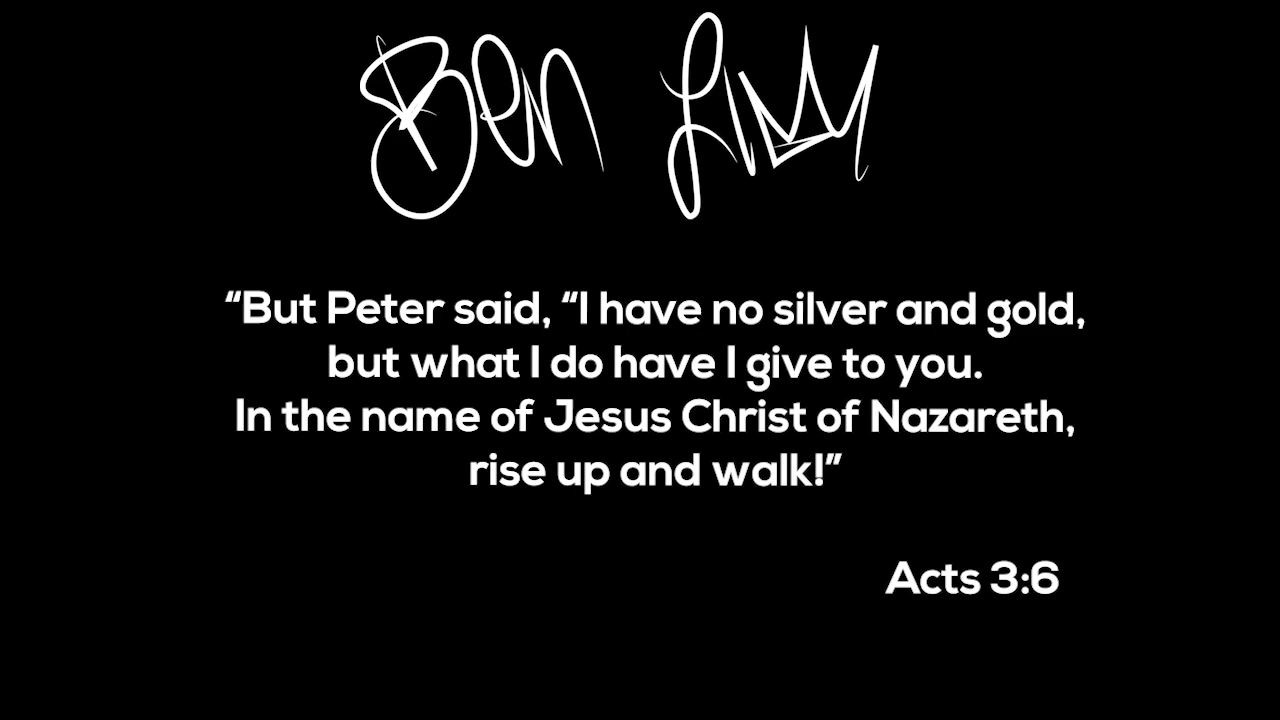 Ben
“But Peter said, “I have no silver and gold,
but what I do have I give to you.
In the name of Jesus Christ of Nazareth,
rise up and walk!”
Acts 3:6